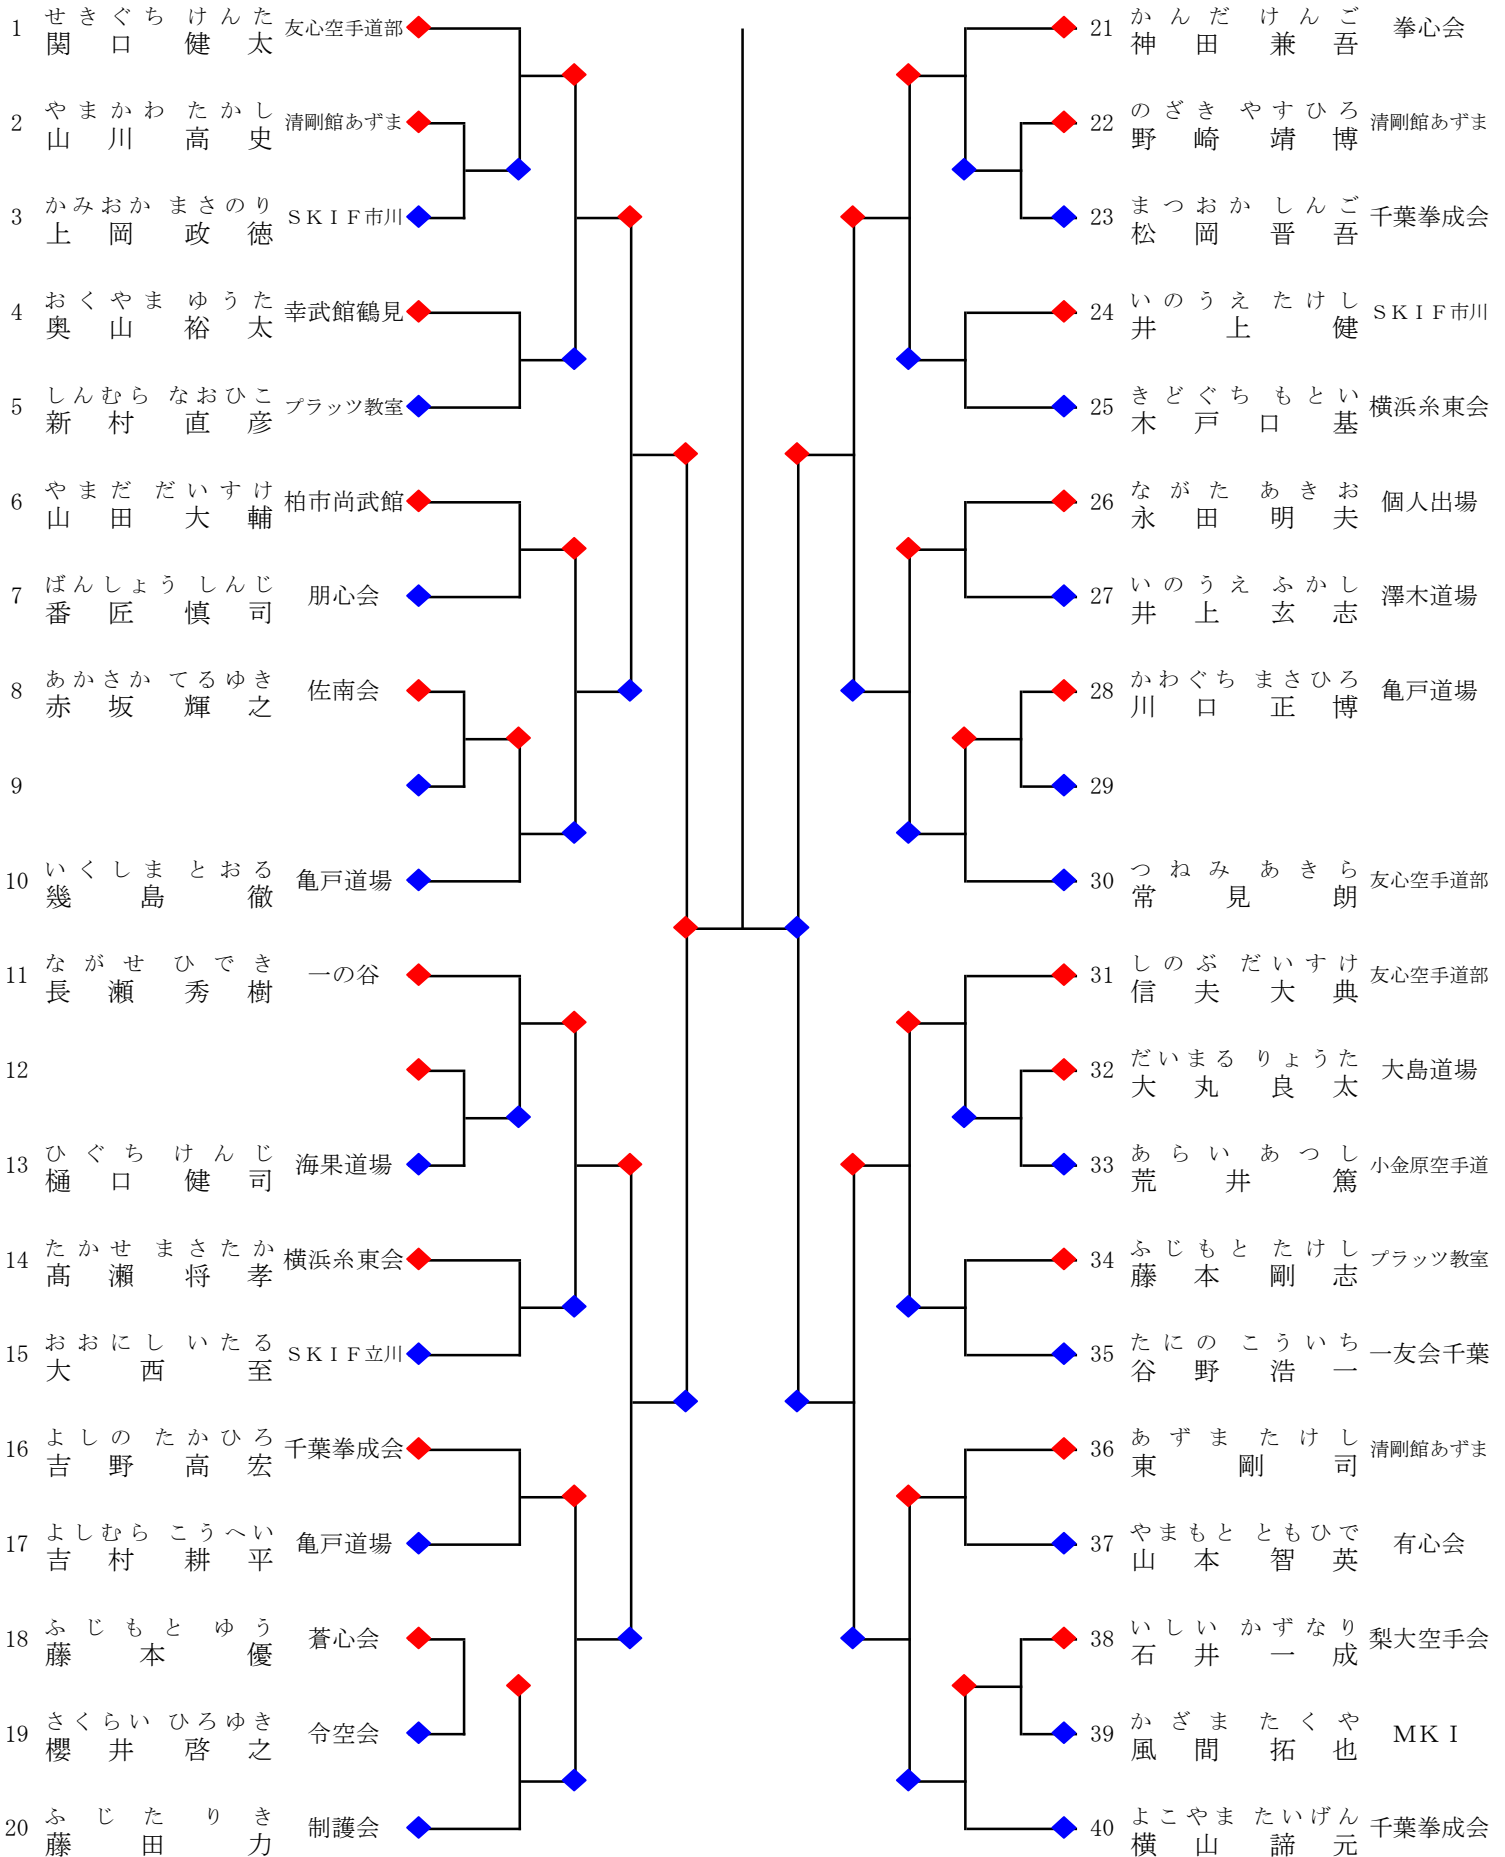 せきぐち けんた
1 関口 健太 友心空手道部
やまかわ たかし
2 山川 高史 清剛館あずま
かみおか まさのり
3 上岡 政徳 ＳＫＩＦ市川
おくやま ゆうた
4 奥山 裕太 幸武館鶴見
しんむら なおひこ
5 新村 直彦 プラッツ教室
やまだ だいすけ
6 山田 大輔 柏市尚武館
ばんしょう しんじ
7 番匠 慎司 朋心会
あかさか てるゆき
8 赤坂 輝之 佐南会
9
いくしま とおる
10 幾島 徹 亀戸道場
ながせ ひでき
11 長瀬 秀樹 一の谷
12
ひぐち けんじ
13 樋口 健司 海果道場
たかせ まさたか
14 髙瀨 将孝 横浜糸東会
おおにし いたる
15 大西 至 ＳＫＩＦ立川
よしの たかひろ
16 吉野 高宏 千葉拳成会
よしむら こうへい
17 吉村 耕平 亀戸道場
ふじもと ゆう
18 藤本 優 蒼心会
さくらい ひろゆき
19 櫻井 啓之 令空会
ふじた りき
20 藤田 力 制護会
かんだ けんご
21 神田 兼吾 拳心会
のざき やすひろ
22 野崎 靖博 清剛館あずま
まつおか しんご
23 松岡 晋吾 千葉拳成会
いのうえ たけし
24 井上 健 ＳＫＩＦ市川
きどぐち もとい
25 木戸口 基 横浜糸東会
ながた あきお
26 永田 明夫 個人出場
いのうえ ふかし
27 井上 玄志 澤木道場
かわぐち まさひろ
28 川口 正博 亀戸道場
29
つねみ あきら
30 常見 朗 友心空手道部
しのぶ だいすけ
31 信夫 大典 友心空手道部
だいまる りょうた
32 大丸 良太 大島道場
あらい あつし
33 荒井 篤 小金原空手道
ふじもと たけし
34 藤本 剛志 プラッツ教室
たにの こういち
35 谷野 浩一 一友会千葉
あずま たけし
36 東 剛司 清剛館あずま
やまもと ともひで
37 山本 智英 有心会
いしい かずなり
38 石井 一成 梨大空手会
かざま たくや
39 風間 拓也 ＭＫＩ
よこやま たいげん
40 横山 諦元 千葉拳成会